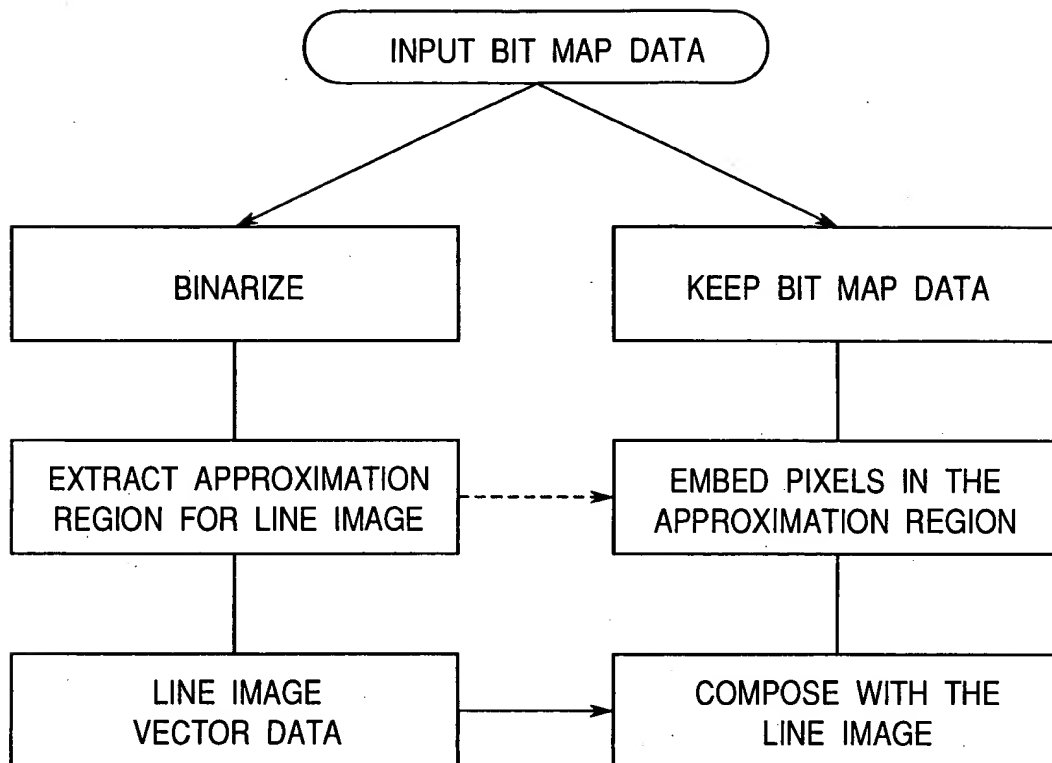 INPUT BIT MAP DATA
BINARIZE
KEEP BIT MAP DATA
EXTRACT APPROXIMATION
REGION FOR LINE IMAGE
EMBED PIXELS IN THE
APPROXIMATION REGION
LINE IMAGE
VECTOR DATA
COMPOSE WITH THE
LINE IMAGE